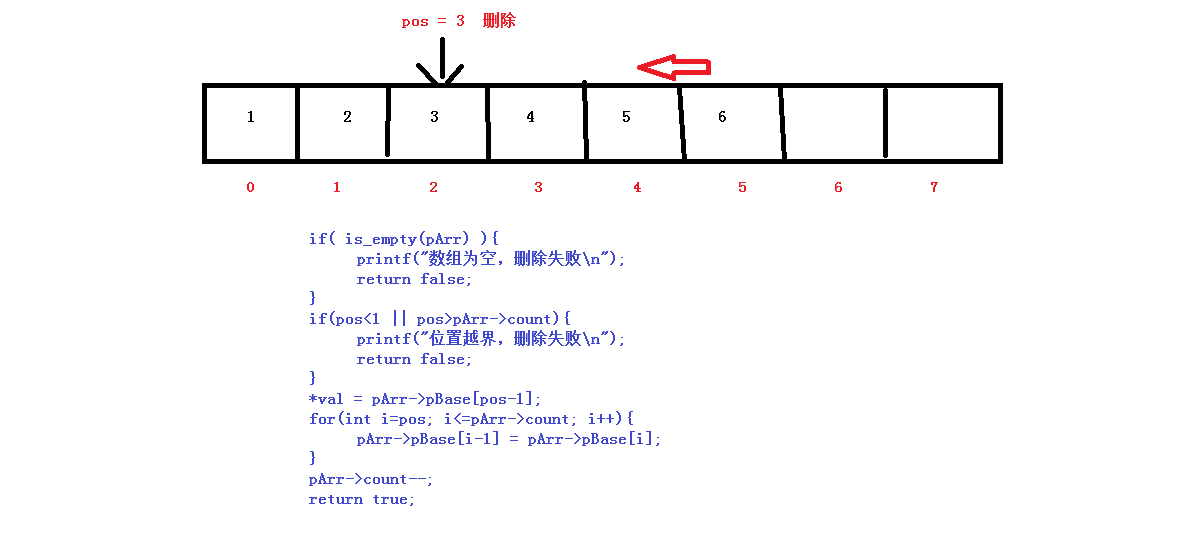 pos = 3 删除
1 2 3 4 5 6
0 1 2 3 4 5 6 7
if( is_empty(pArr) ){
printf("数组为空，删除失败\n");
return false;
}
if(pos<1 || pos>pArr->count){
printf("位置越界，删除失败\n");
return false;
}
*val = pArr->pBase[pos-1];
for(int i=pos; i<=pArr->count; i++){
pArr->pBase[i-1] = pArr->pBase[i];
}
pArr->count--;
return true;